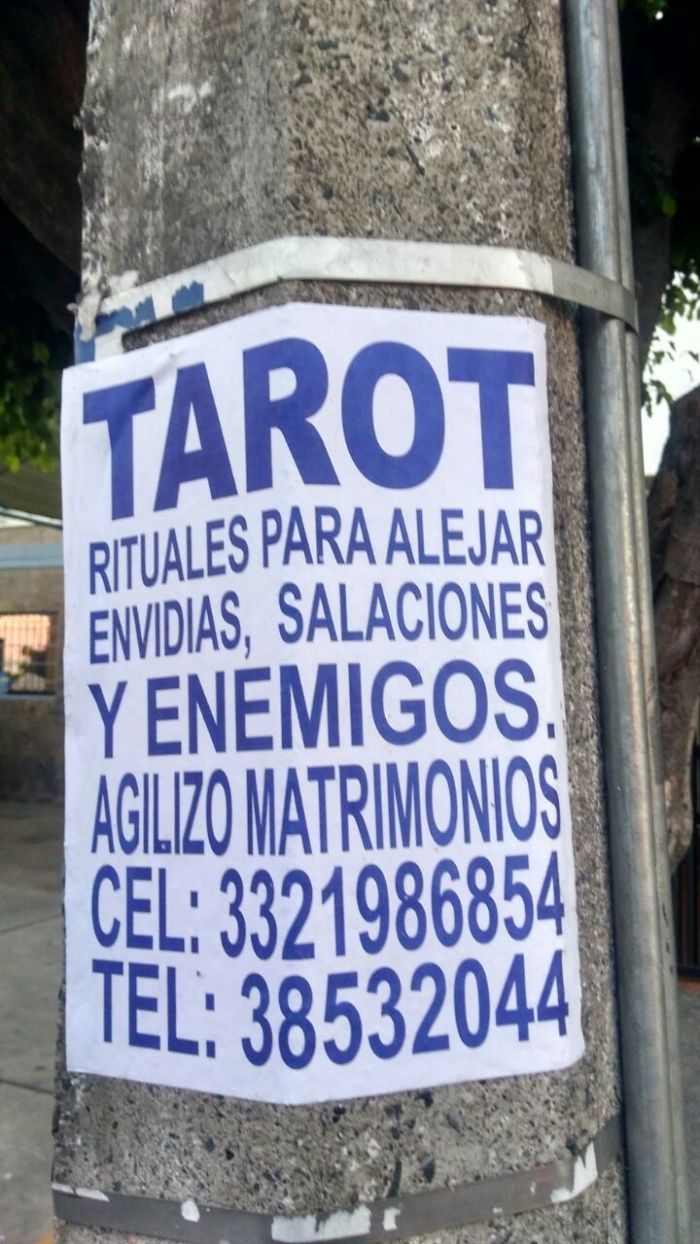 TAROT
RITUALES PARA ALEJAR
ENVIDIAS, SALACIONES
Y ENEMIGOS.
AGILIZO MATRIMONIOS
CEL: 3321986854
TEL: 38532044